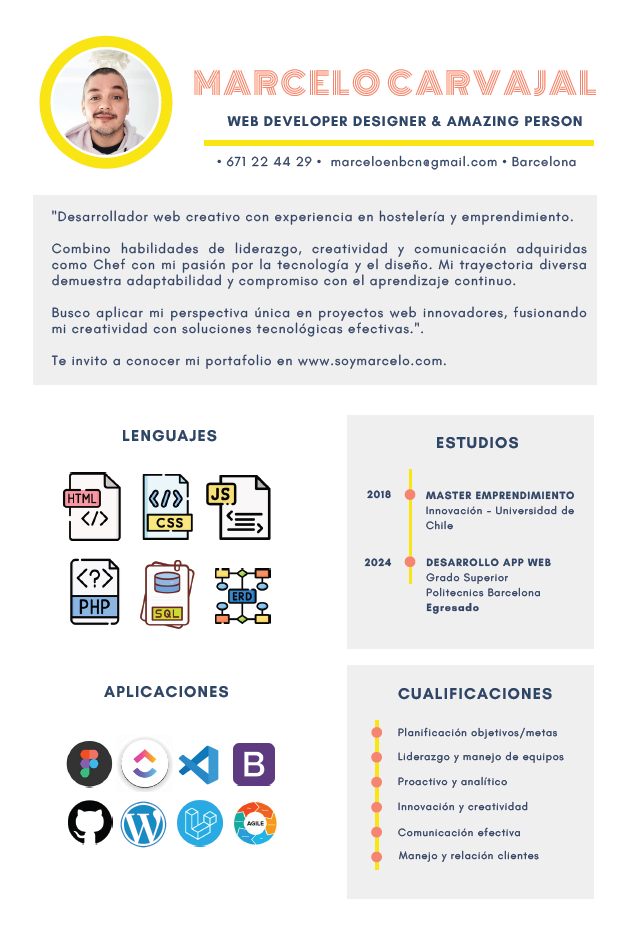 MARCELO CARVAJAL
WEB DEVELOPER DESIGNER & AMAZING PERSON
• 671 22 44 29 • marceloenbcn@gmail.com • Barcelona
"Desarrollador web creativo con experiencia en hostelería y emprendimiento.
Combino habilidades de liderazgo, creatividad y comunicación adquiridas
como Chef con mi pasión por la tecnología y el diseño. Mi trayectoria diversa
demuestra adaptabilidad y compromiso con el aprendizaje continuo.
Busco aplicar mi perspectiva única en proyectos web innovadores, fusionando
mi creatividad con soluciones tecnológicas efectivas.".
Te invito a conocer mi portafolio en www.soymarcelo.com.
LENGUAJES
HTML
</>
</>
CSS
JS
<
>
<?>
PHP
SQL
ERD
ESTUDIOS
2018
MASTER EMPRENDIMIENTO
Innovación - Universidad de
Chile
2024
DESARROLLO APP WEB
Grado Superior
Politecnics Barcelona
Egresado
APLICACIONES
B
W
AGILE
CUALIFICACIONES
Planificación objetivos/metas
Liderazgo y manejo de equipos
Proactivo y analítico
Innovación y creatividad
Comunicación efectiva
Manejo y relación clientes